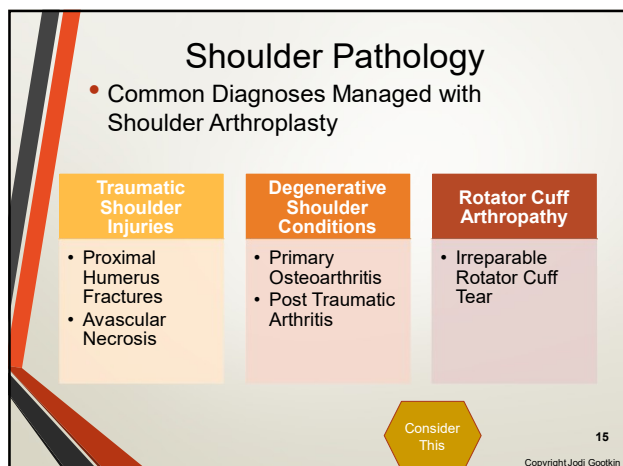 Shoulder Pathology
• Common Diagnoses Managed with
Shoulder Arthroplasty
Traumatic
Shoulder
Injuries
• Proximal
Humerus
Fractures
• Avascular
Necrosis
Degenerative
Shoulder
Conditions
• Primary
Osteoarthritis
• Post Traumatic
Arthritis
Rotator Cuff
Arthropathy
• Irreparable
Rotator Cuff
Tear
Consider
This
15
Copyright Jodi Gootkin